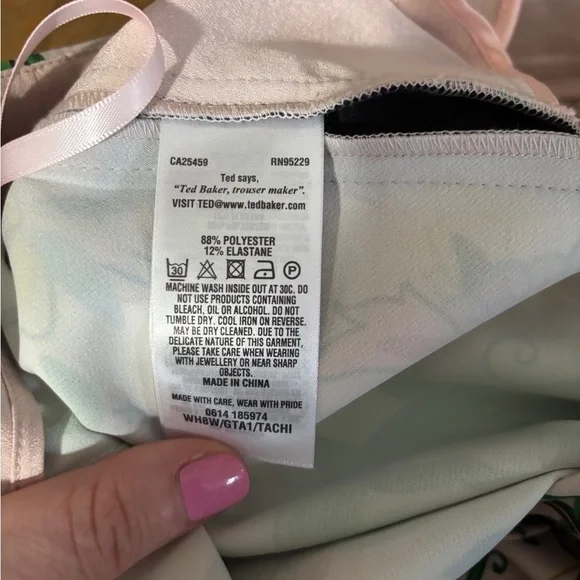 CA25459 RN95229
Ted says,
"Ted Baker, trouser maker".
VISIT TED@www.tedbaker.com
88% POLYESTER
12% ELASTANE
30 P
MACHINE WASH INSIDE OUT AT 30C. DO
NOT USE PRODUCTS CONTAINING
BLEACH, OIL OR ALCOHOL. DO NOT
TUMBLE DRY. COOL IRON ON REVERSE.
MAY BE DRY CLEANED. DUE TO THE
DELICATE NATURE OF THIS GARMENT,
PLEASE TAKE CARE WHEN WEARING
WITH JEWELLERY OR NEAR SHARP
OBJECTS.
MADE IN CHINA
MADE WITH CARE, WEAR WITH PRIDE
0614 185974
WH8W/GTA1/TACHI